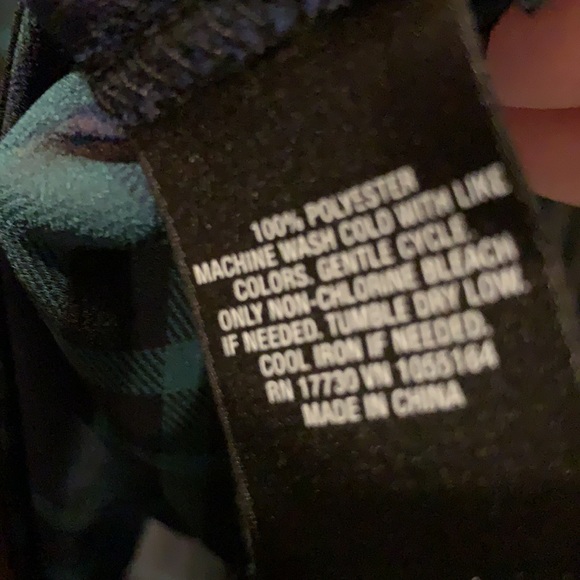 100% POLYESTER
MACHINE WASH COLD WITH LIKE
COLORS. GENTLE CYCLE.
ONLY NON-CHLORINE BLEACH
IF NEEDED. TUMBLE DRY LOW.
COOL IRON IF NEEDED.
RN 17730 VN 1055164
MADE IN CHINA